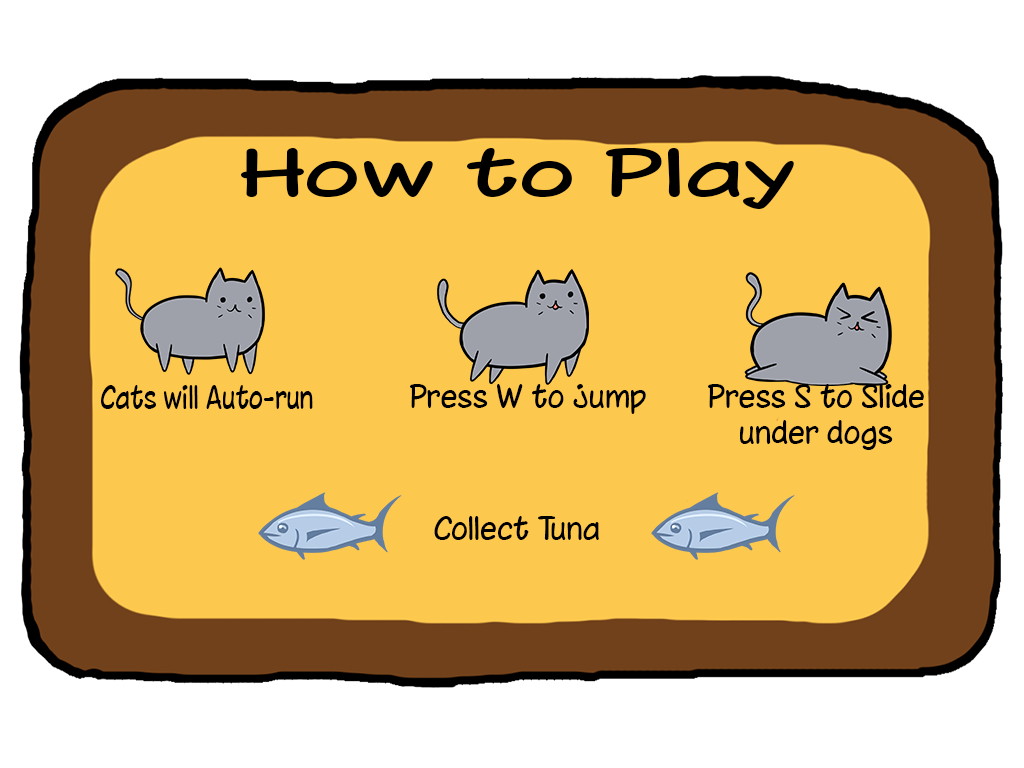 How to Play
Cats will Auto-run
Press W to Jump
Press S to Slide
under dogs
Collect Tuna